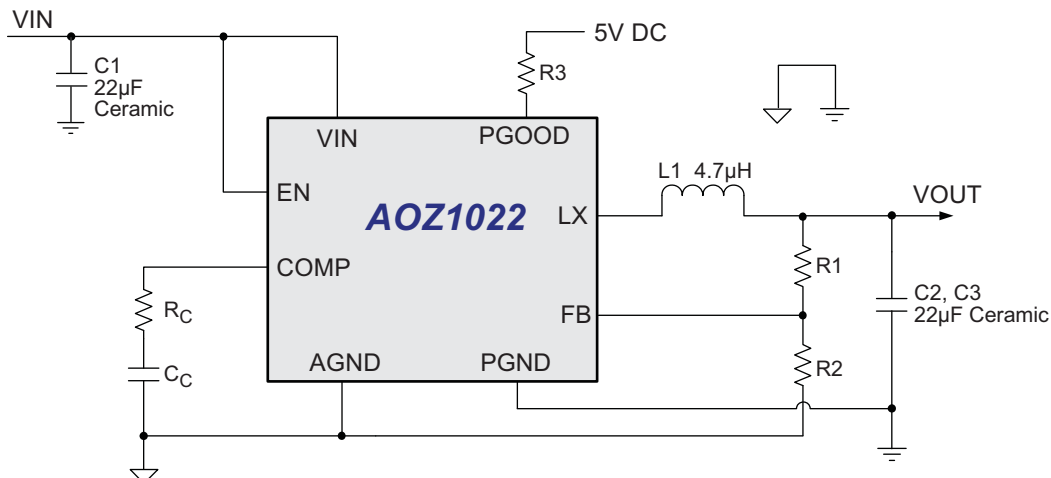 VIN
C1
22µF
Ceramic
5V DC
R3
VIN
PGOOD
EN
AOZ1022
LX
L1 4.7µH
VOUT
COMP
R1
C2, C3
22µF Ceramic
RC
FB
CC
AGND
PGND
R2